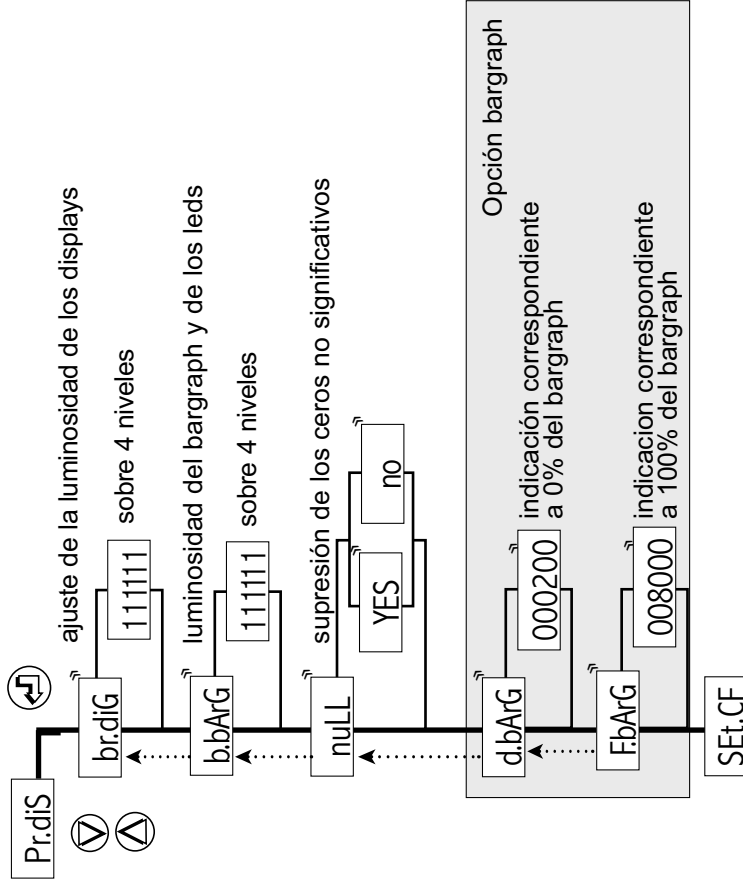 Pr.diS
br.diG
ajuste de la luminosidad de los displays
111111
sobre 4 niveles
b.bArG
luminosidad del bargraph y de los leds
111111
sobre 4 niveles
nuLL
supresión de los ceros no significativos
YES
no
Opción bargraph
d.bArG
000200
indicación correspondiente
a 0% del bargraph
F.bArG
008000
indicacion correspondiente
a 100% del bargraph
SEt.CF